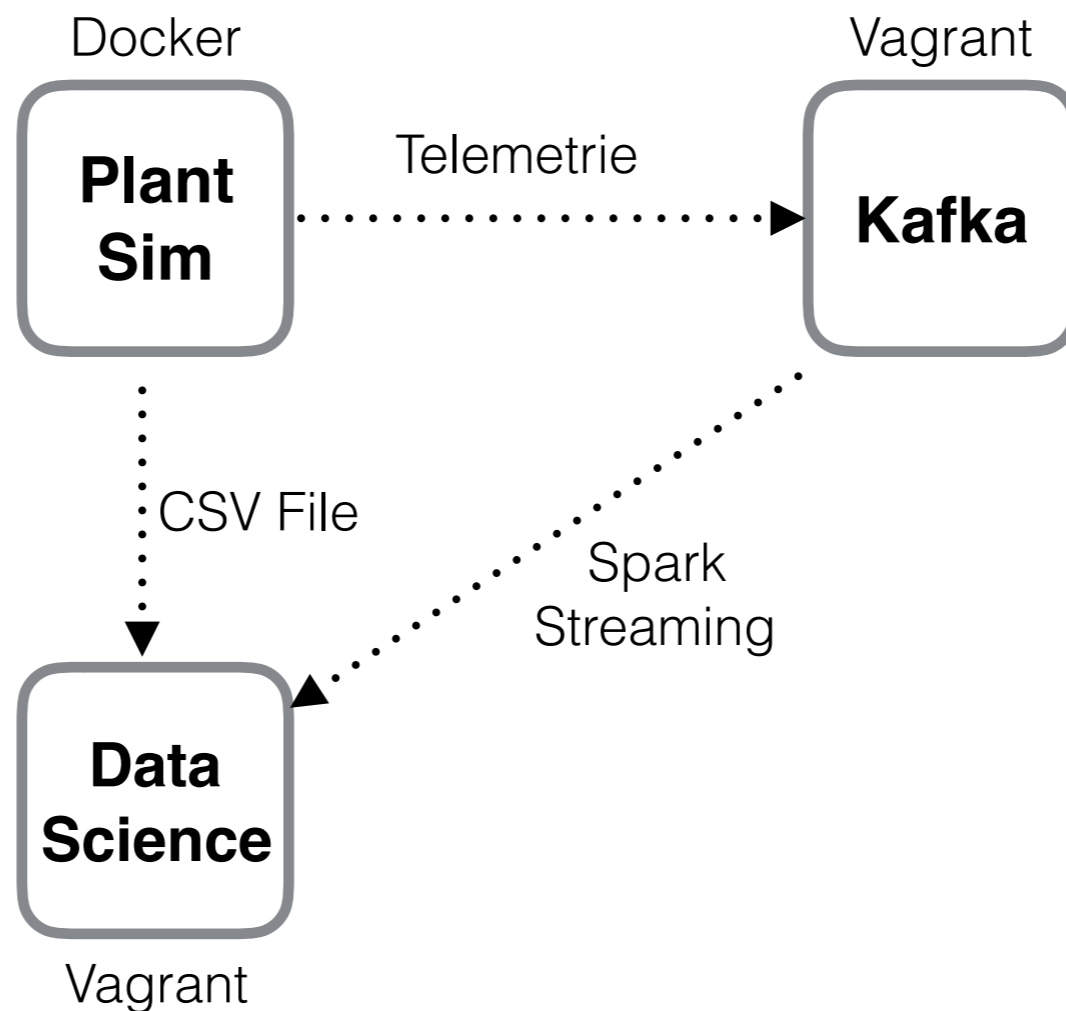 Docker
Vagrant
Plant
Sim
Telemetrie
Kafka
CSV File
Spark
Streaming
Data
Science
Vagrant